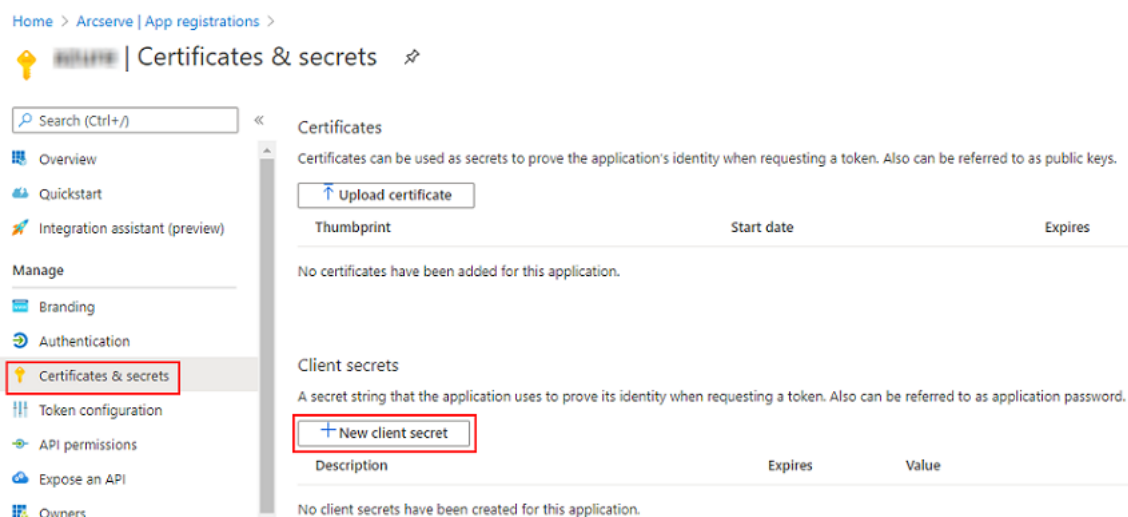 Home > Arcserve | App registrations >
| Certificates & secrets
Search (Ctrl+/)
«
Overview
Quickstart
Integration assistant (preview)
Manage
Branding
Authentication
Certificates & secrets
Token configuration
API permissions
Expose an API
Owners
Certificates
Certificates can be used as secrets to prove the application's identity when requesting a token. Also can be referred to as public keys.
Upload certificate
Thumbprint Start date Expires
No certificates have been added for this application.
Client secrets
A secret string that the application uses to prove its identity when requesting a token. Also can be referred to as application password.
New client secret
Description Expires Value
No client secrets have been created for this application.